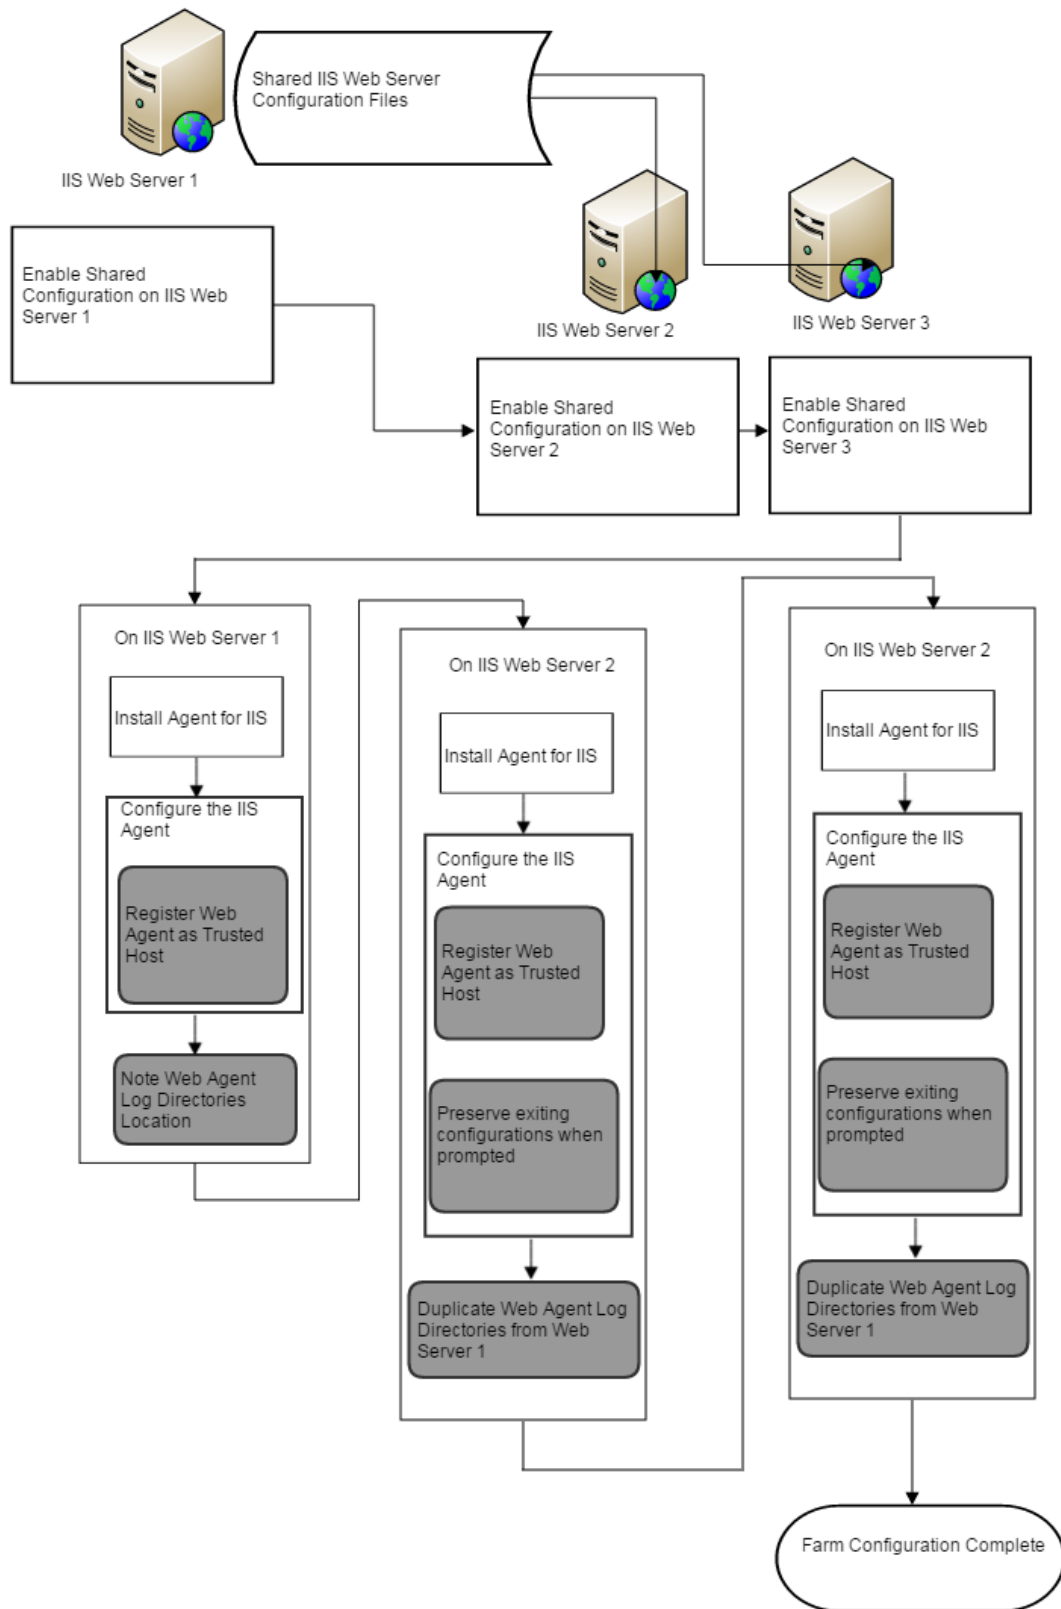 Shared IIS Web Server
Configuration Files
IIS Web Server 1
IIS Web Server 2
IIS Web Server 3
Enable Shared
Configuration on IIS Web
Server 1
Enable Shared
Configuration on IIS Web
Server 2
Enable Shared
Configuration on IIS Web
Server 3
On IIS Web Server 1
Install Agent for IIS
Configure the IIS
Agent
Register Web
Agent as Trusted
Host
Note Web Agent
Log Directories
Location
On IIS Web Server 2
Install Agent for IIS
Configure the IIS
Agent
Register Web
Agent as Trusted
Host
Preserve exiting
configurations when
prompted
Duplicate Web Agent Log
Directories from Web
Server 1
On IIS Web Server 2
Install Agent for IIS
Configure the IIS
Agent
Register Web
Agent as Trusted
Host
Preserve exiting
configurations when
prompted
Duplicate Web Agent Log
Directories from Web
Server 1
Farm Configuration Complete